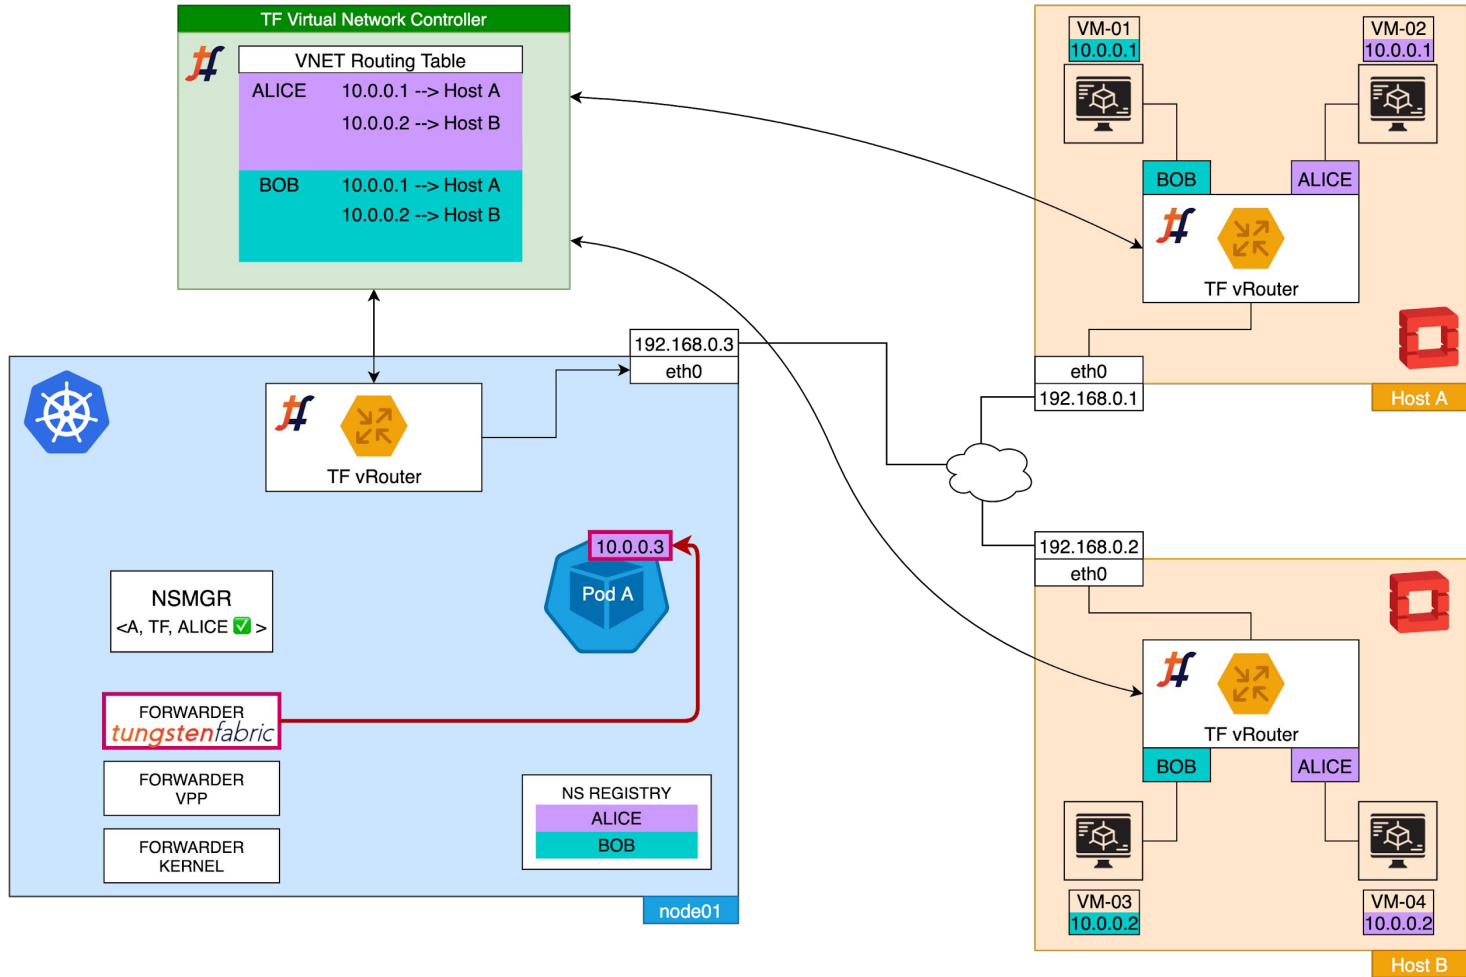 TF Virtual Network Controller
VNET Routing Table
ALICE 10.0.0.1 --> Host A
10.0.0.2 --> Host B
BOB 10.0.0.1 --> Host A
10.0.0.2 --> Host B
VM-01
10.0.0.1
VM-02
10.0.0.1
BOB
ALICE
TF vRouter
eth0
192.168.0.1
Host A
192.168.0.3
eth0
TF vRouter
10.0.0.3
Pod A
NSMGR
<A, TF, ALICE ✅ >
FORWARDER
tungstenfabric
FORWARDER
VPP
FORWARDER
KERNEL
NS REGISTRY
ALICE
BOB
node01
192.168.0.2
eth0
TF vRouter
BOB
ALICE
VM-03
10.0.0.2
VM-04
10.0.0.2
Host B